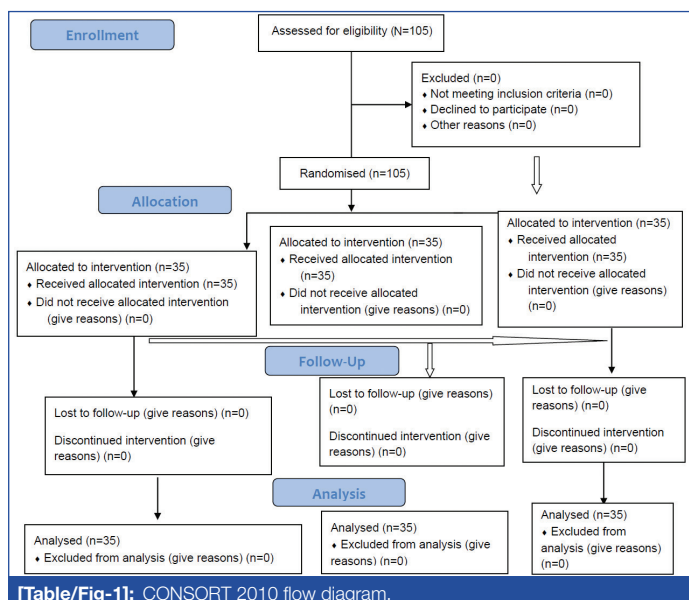 Enrollment
Assessed for eligibility (N=105)
Excluded (n=0)
♦ Not meeting inclusion criteria (n=0)
♦ Declined to participate (n=0)
♦ Other reasons (n=0)
Randomised (n=105)
Allocation
Allocated to intervention (n=35)
♦ Received allocated intervention (n=35)
♦ Did not receive allocated intervention
(give reasons) (n=0)
Allocated to intervention (n=35)
♦ Received allocated intervention
(n=35)
♦ Did not receive allocated
intervention (give reasons) (n=0)
Allocated to intervention (n=35)
♦ Received allocated
intervention (n=35)
♦ Did not receive allocated
intervention (give reasons)
(n=0)
Follow-Up
Lost to follow-up (give reasons) (n=0)
Discontinued intervention (give
reasons) (n=0)
Lost to follow-up (give reasons)
(n=0)
Discontinued intervention (give
reasons) (n=0)
Lost to follow-up (give
reasons) (n=0)
Discontinued intervention
(give reasons) (n=0)
Analysis
Analysed (n=35)
♦ Excluded from analysis (give reasons) (n=0)
Analysed (n=35)
♦ Excluded from analysis (give
reasons) (n=0)
Analysed (n=35)
♦ Excluded from
analysis (give reasons)
(n=0)
[Table/Fig-1]: CONSORT 2010 flow diagram.